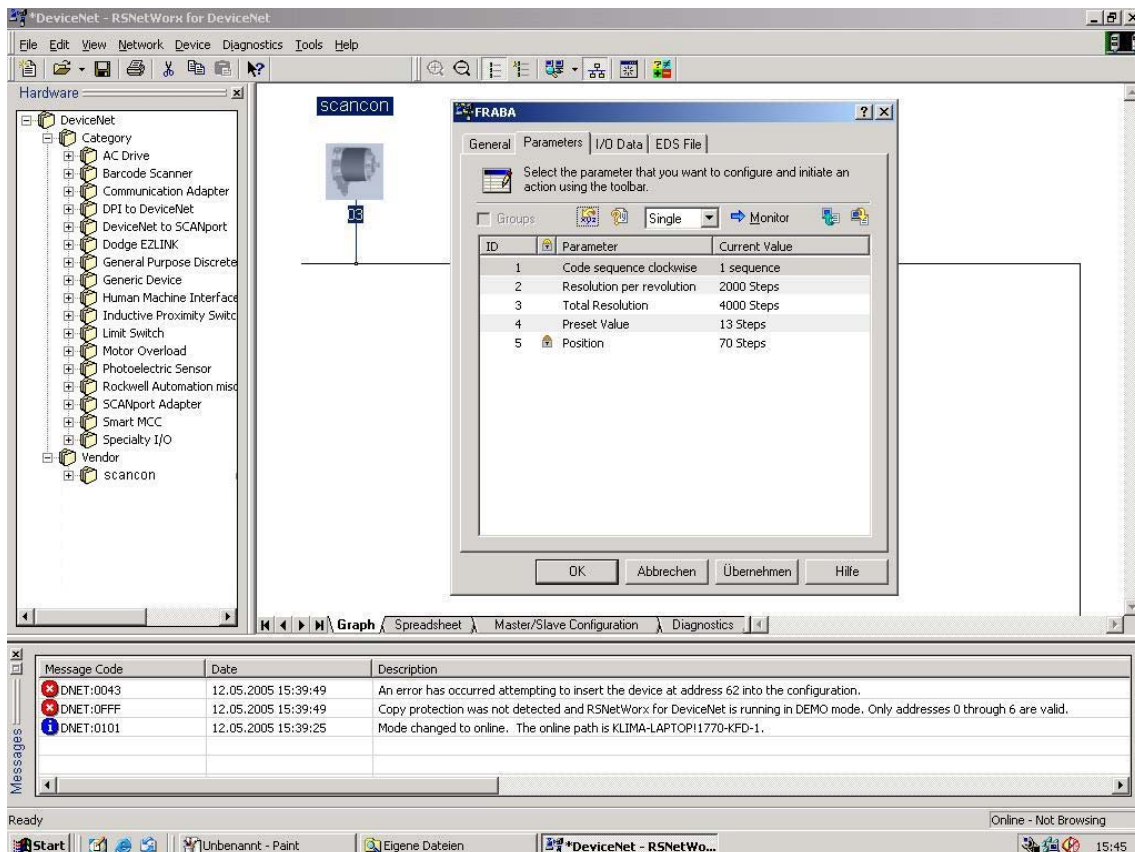 *DeviceNet - RSNetWorx for DeviceNet
File Edit View Network Device Diagnostics Tools Help
Hardware
DeviceNet
Category
AC Drive
Barcode Scanner
Communication Adapter
DPI to DeviceNet
DeviceNet to SCANport
Dodge EZLINK
General Purpose Discrete
Generic Device
Human Machine Interface
Inductive Proximity Switc
Limit Switch
Motor Overload
Photoelectric Sensor
Rockwell Automation misc
SCANport Adapter
Smart MCC
Specialty I/O
Vendor
scancon
scancon
03
FRABA
General Parameters I/O Data EDS File
Select the parameter that you want to configure and initiate an
action using the toolbar.
Groups Single Monitor
ID Parameter Current Value
1 Code sequence clockwise 1 sequence
2 Resolution per revolution 2000 Steps
3 Total Resolution 4000 Steps
4 Preset Value 13 Steps
5 Position 70 Steps
OK Abbrechen Übernehmen Hilfe
Graph Spreadsheet Master/Slave Configuration Diagnostics
Messages
Message Code Date Description
DNET:0043 12.05.2005 15:39:49 An error has occurred attempting to insert the device at address 62 into the configuration.
DNET:0FFF 12.05.2005 15:39:49 Copy protection was not detected and RSNetWorx for DeviceNet is running in DEMO mode. Only addresses 0 through 6 are valid.
DNET:0101 12.05.2005 15:39:25 Mode changed to online. The online path is KLIMA-LAPTOP!1770-KFD-1.
Ready Online - Not Browsing
Start Unbenannt - Paint Eigene Dateien *DeviceNet - RSNetWo... 15:45